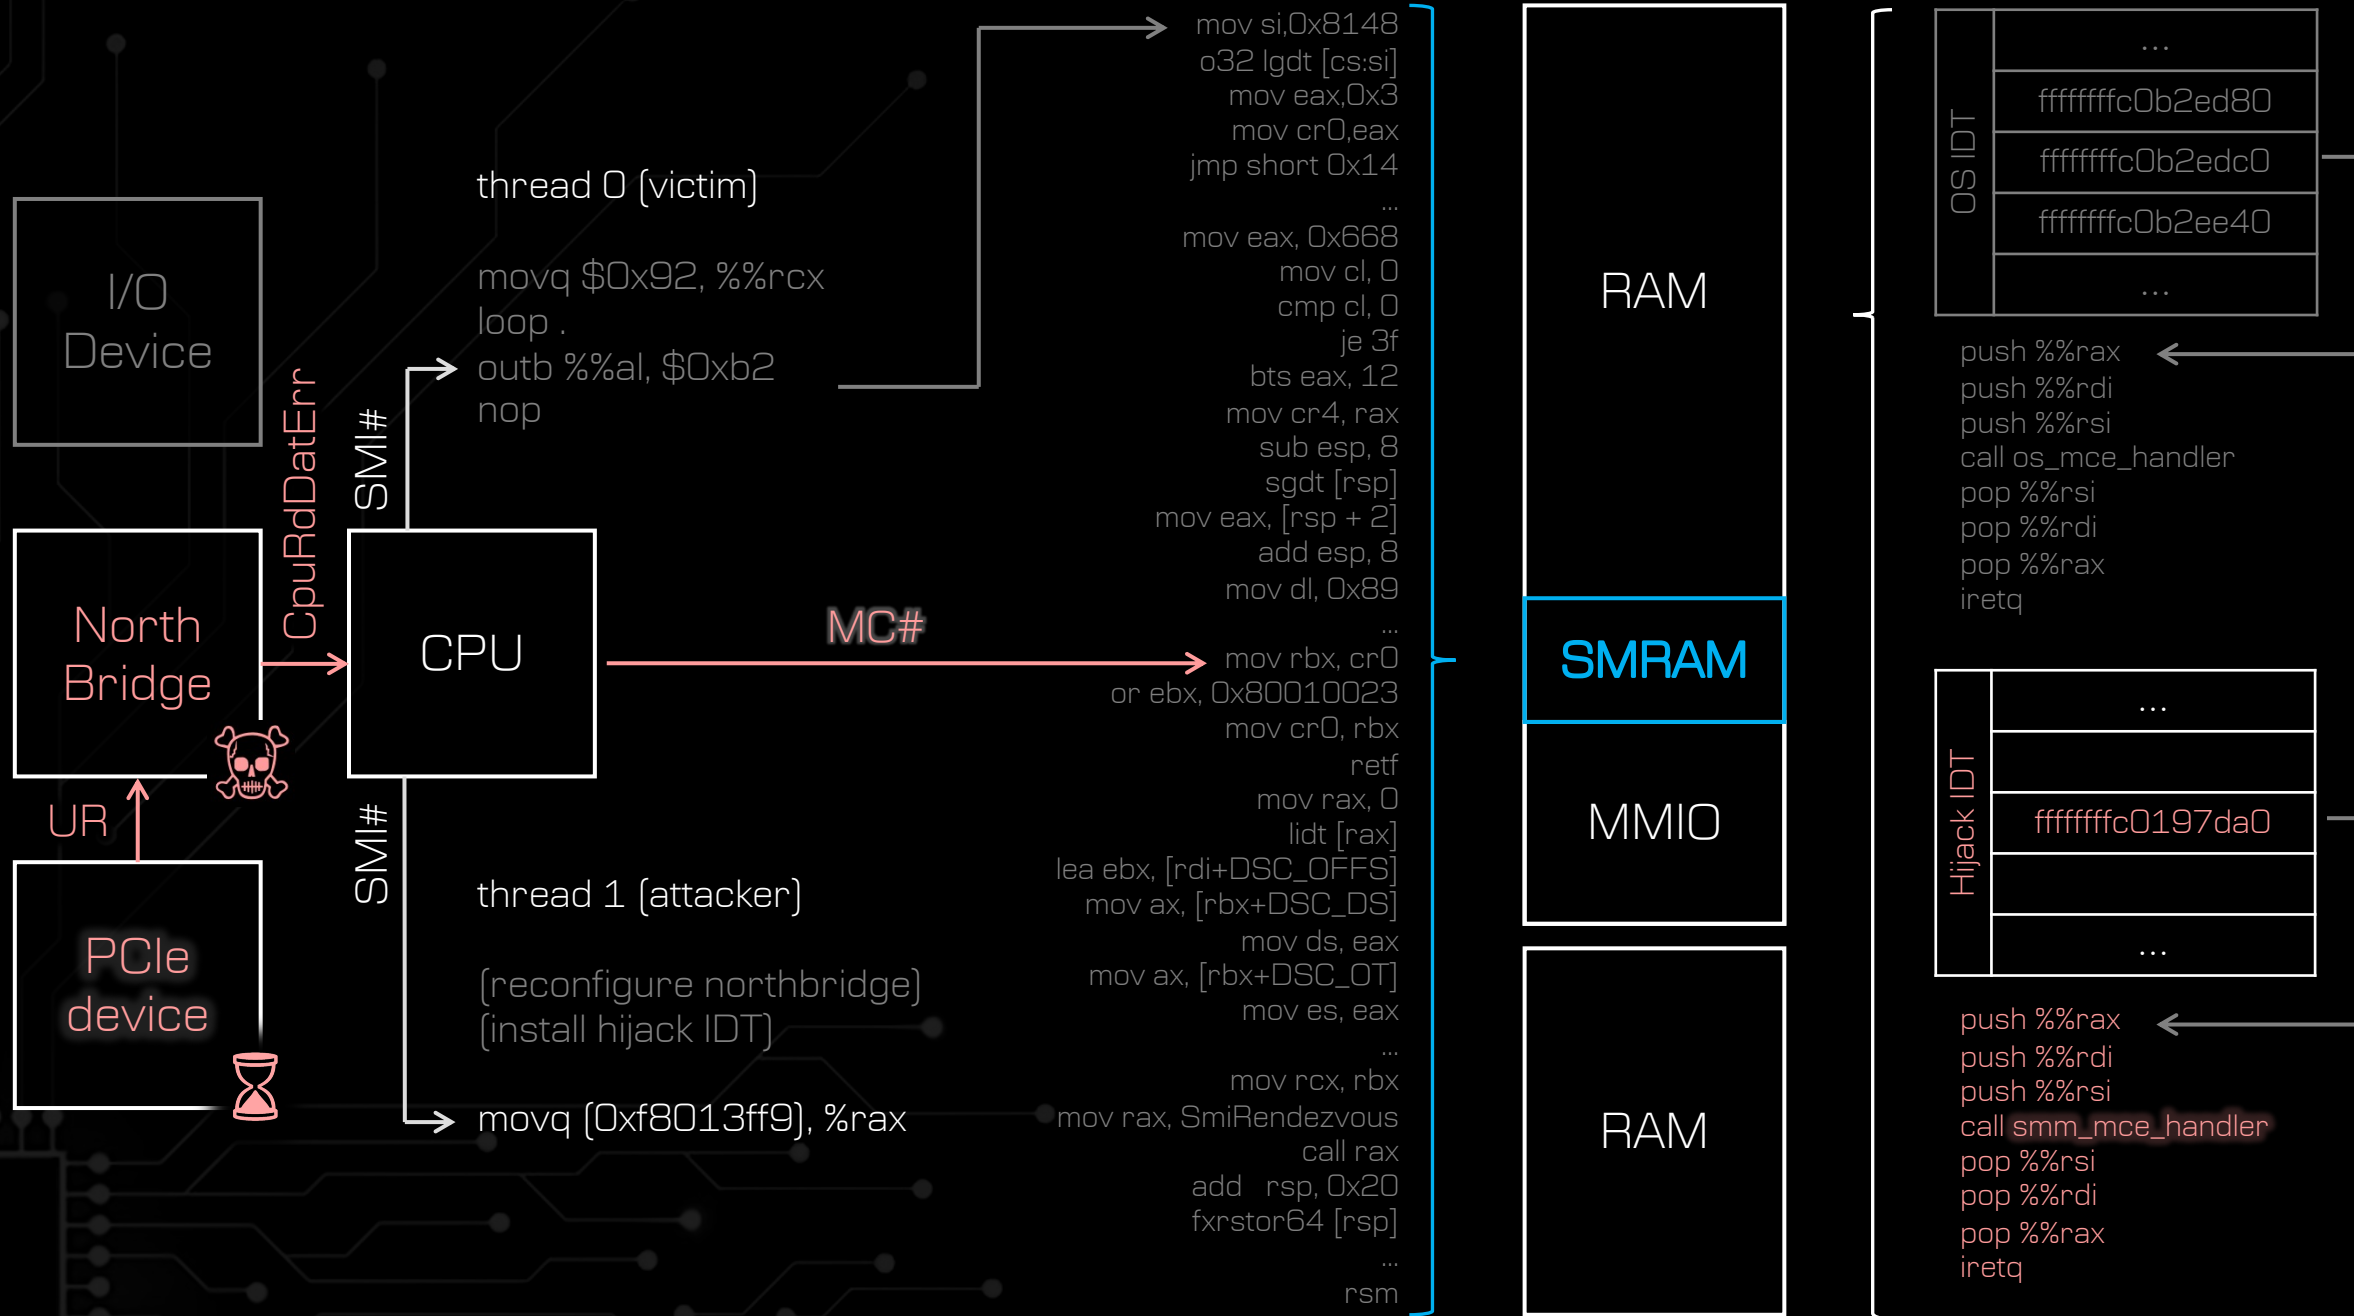 I/O
Device
North
Bridge
UR
PCIe
device
CpuRdDatErr
SMI#
CPU
SMI#
thread 0 (victim)
movq $0x92, %%rcx
loop .
outb %%al, $0xb2
nop
MC#
thread 1 (attacker)
(reconfigure northbridge)
(install hijack IDT)
movq (0xf8013ff9), %rax
mov si,0x8148
o32 lgdt [cs:si]
mov eax,0x3
mov cr0,eax
jmp short 0x14
...
mov eax, 0x668
mov cl, 0
cmp cl, 0
je 3f
bts eax, 12
mov cr4, rax
sub esp, 8
sgdt [rsp]
mov eax, [rsp + 2]
add esp, 8
mov dl, 0x89
...
mov rbx, cr0
or ebx, 0x80010023
mov cr0, rbx
retf
mov rax, 0
lidt [rax]
lea ebx, [rdi+DSC_OFFS]
mov ax, [rbx+DSC_DS]
mov ds, eax
mov ax, [rbx+DSC_OT]
mov es, eax
...
mov rcx, rbx
mov rax, SmiRendezvous
call rax
add rsp, 0x20
fxrstor64 [rsp]
...
rsm
RAM
SMRAM
MMIO
RAM
OS IDT
...
ffffffffc0b2ed80
ffffffffc0b2edc0
ffffffffc0b2ee40
...
push %%rax
push %%rdi
push %%rsi
call os_mce_handler
pop %%rsi
pop %%rdi
pop %%rax
iretq
Hijack IDT
...
ffffffffc0197da0
...
push %%rax
push %%rdi
push %%rsi
call smm_mce_handler
pop %%rsi
pop %%rdi
pop %%rax
iretq